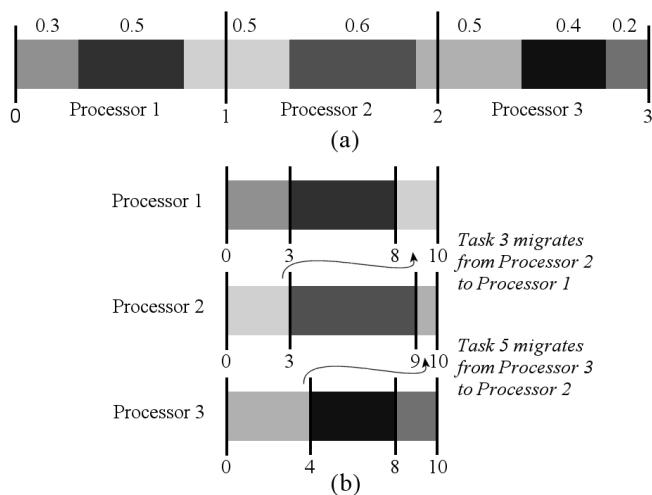 0.3 0.5 0.5 0.6 0.5 0.4 0.2
Processor 1 Processor 2 Processor 3
0 1 2 3
(a)
Processor 1
0 3 8 10
Task 3 migrates
from Processor 2
to Processor 1
Processor 2
0 3 9 10
Task 5 migrates
from Processor 3
to Processor 2
Processor 3
0 4 8 10
(b)